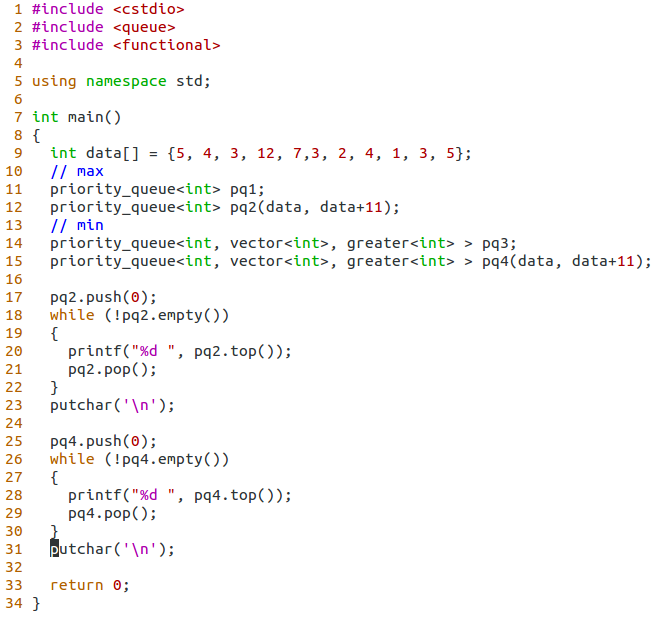 1 #include <cstdio>
2 #include <queue>
3 #include <functional>
4
5 using namespace std;
6
7 int main()
8 {
9   int data[] = {5, 4, 3, 12, 7,3, 2, 4, 1, 3, 5};
10   // max
11   priority_queue<int> pq1;
12   priority_queue<int> pq2(data, data+11);
13   // min
14   priority_queue<int, vector<int>, greater<int> > pq3;
15   priority_queue<int, vector<int>, greater<int> > pq4(data, data+11);
16
17   pq2.push(0);
18   while (!pq2.empty())
19   {
20     printf("%d ", pq2.top());
21     pq2.pop();
22   }
23   putchar('\n');
24
25   pq4.push(0);
26   while (!pq4.empty())
27   {
28     printf("%d ", pq4.top());
29     pq4.pop();
30   }
31   putchar('\n');
32
33   return 0;
34 }